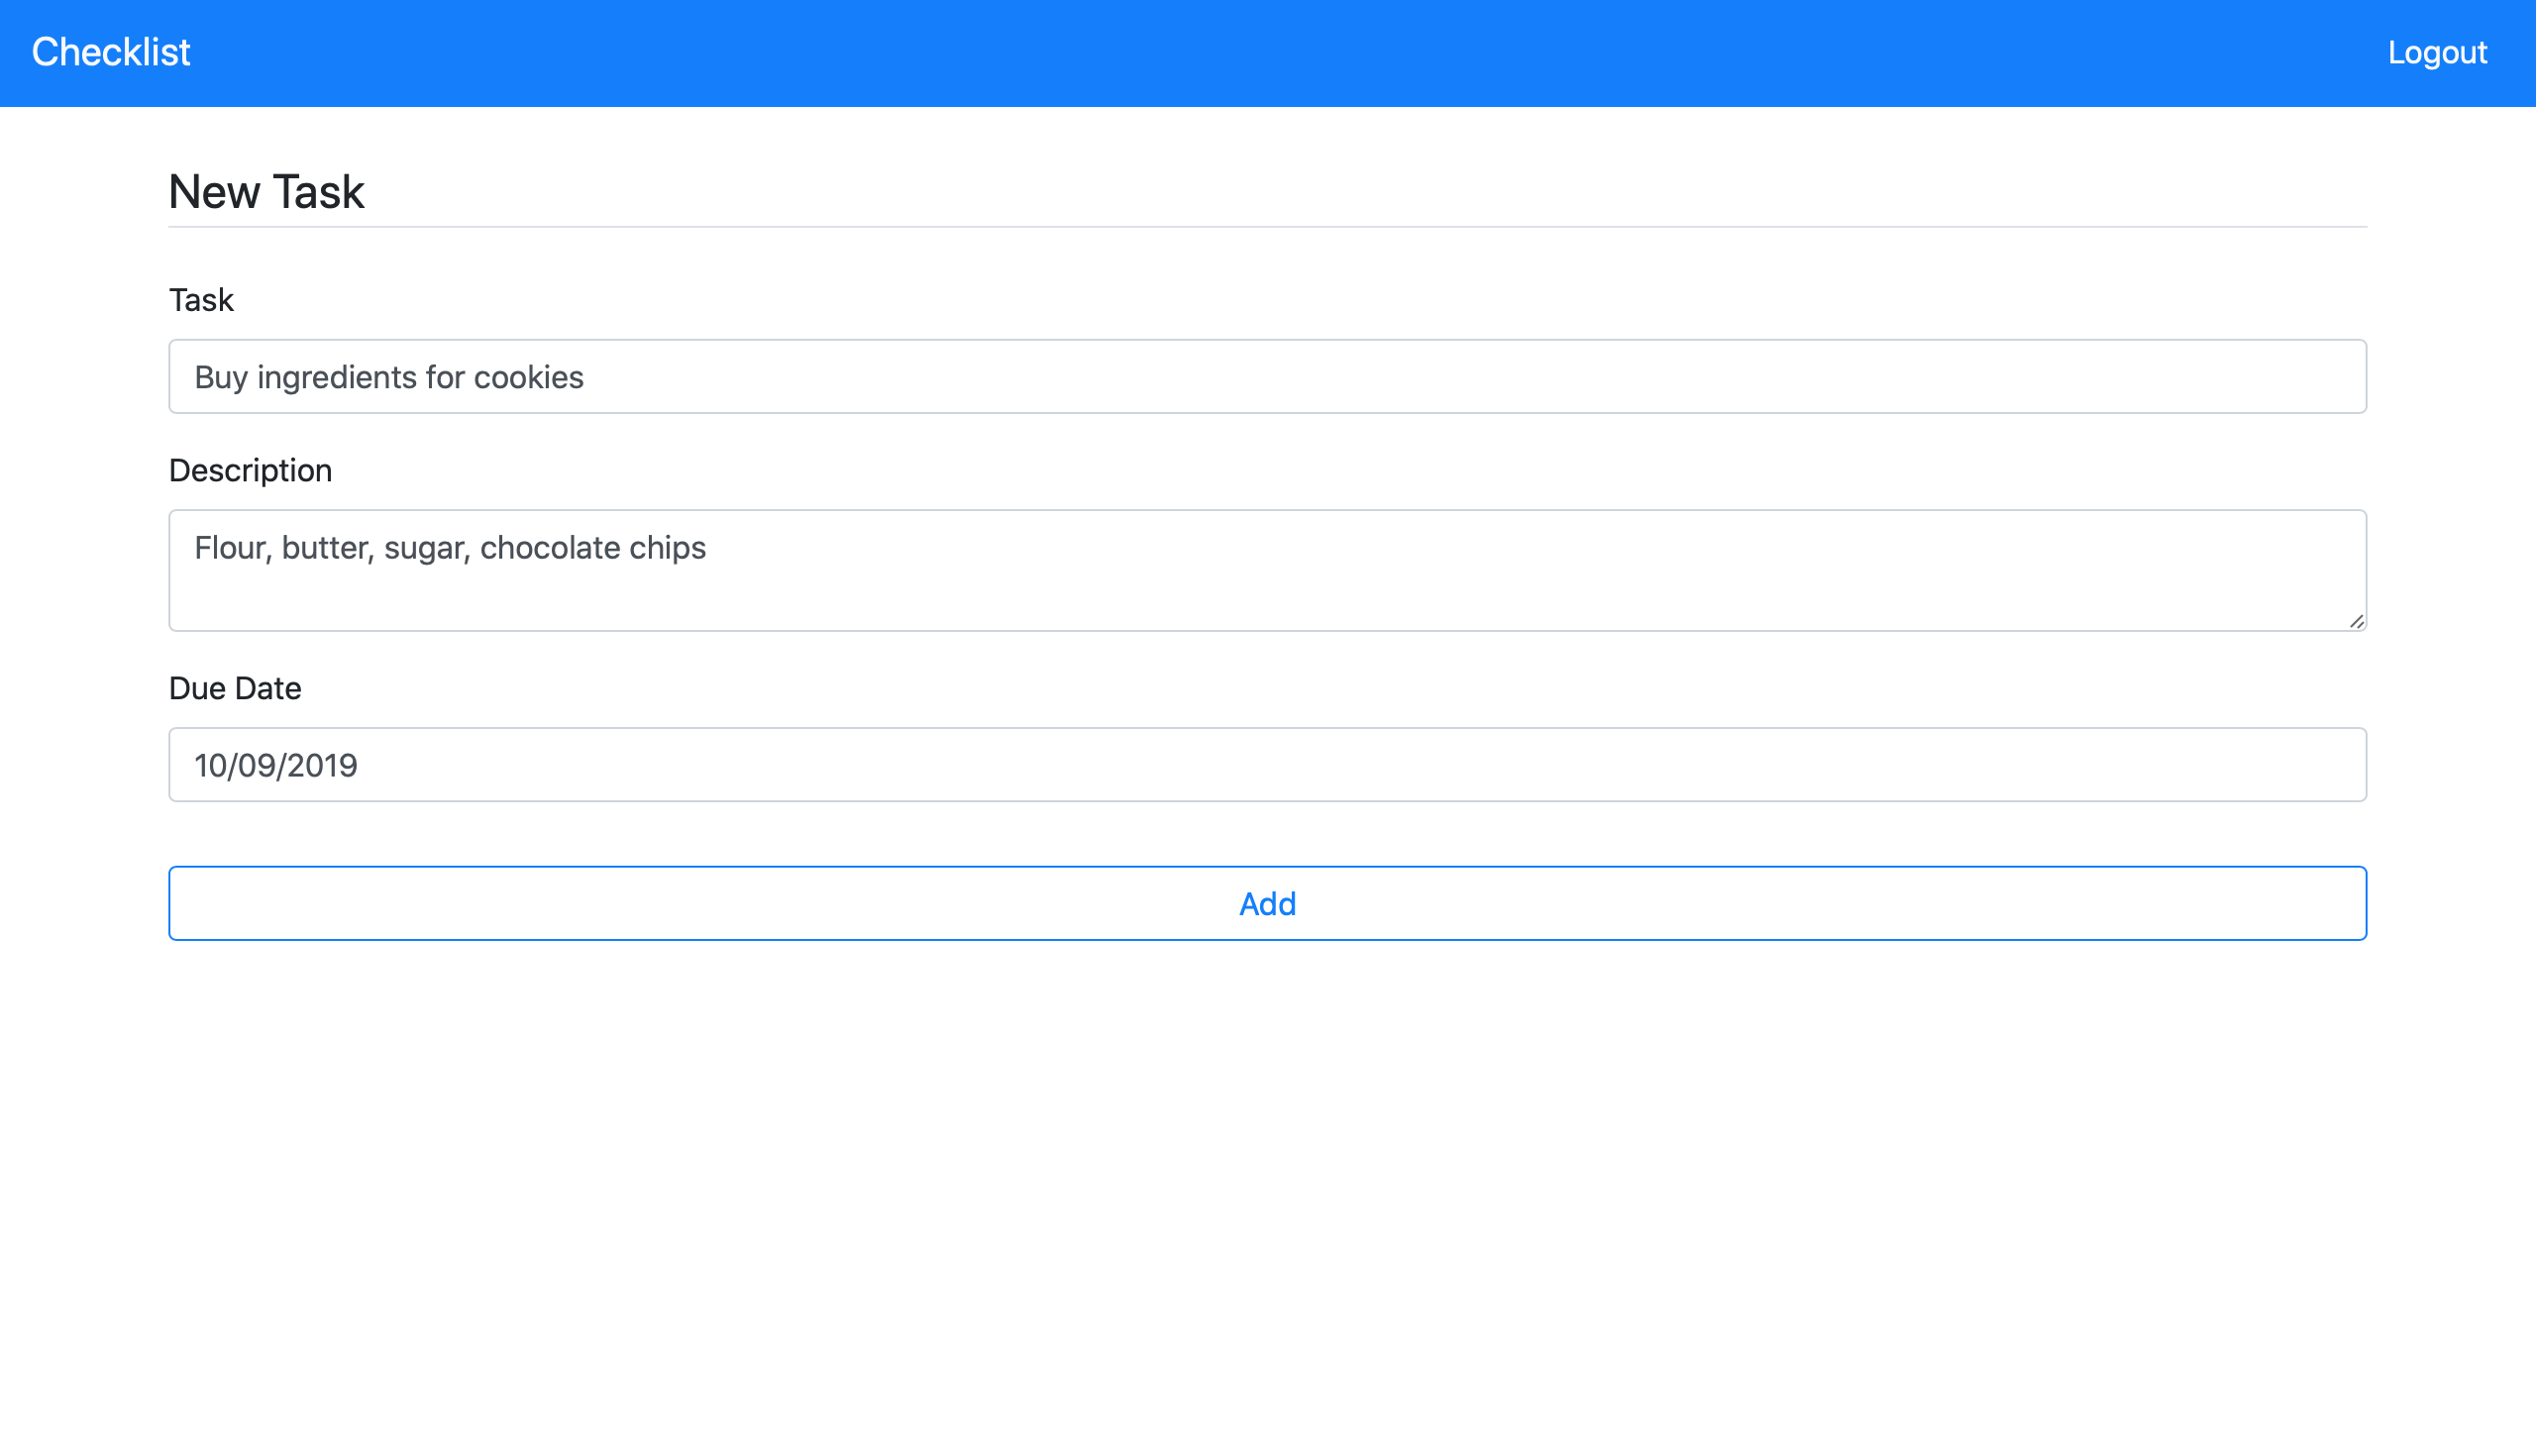 Checklist
Logout
New Task
Task
Buy ingredients for cookies
Description
Flour, butter, sugar, chocolate chips
Due Date
10/09/2019
Add